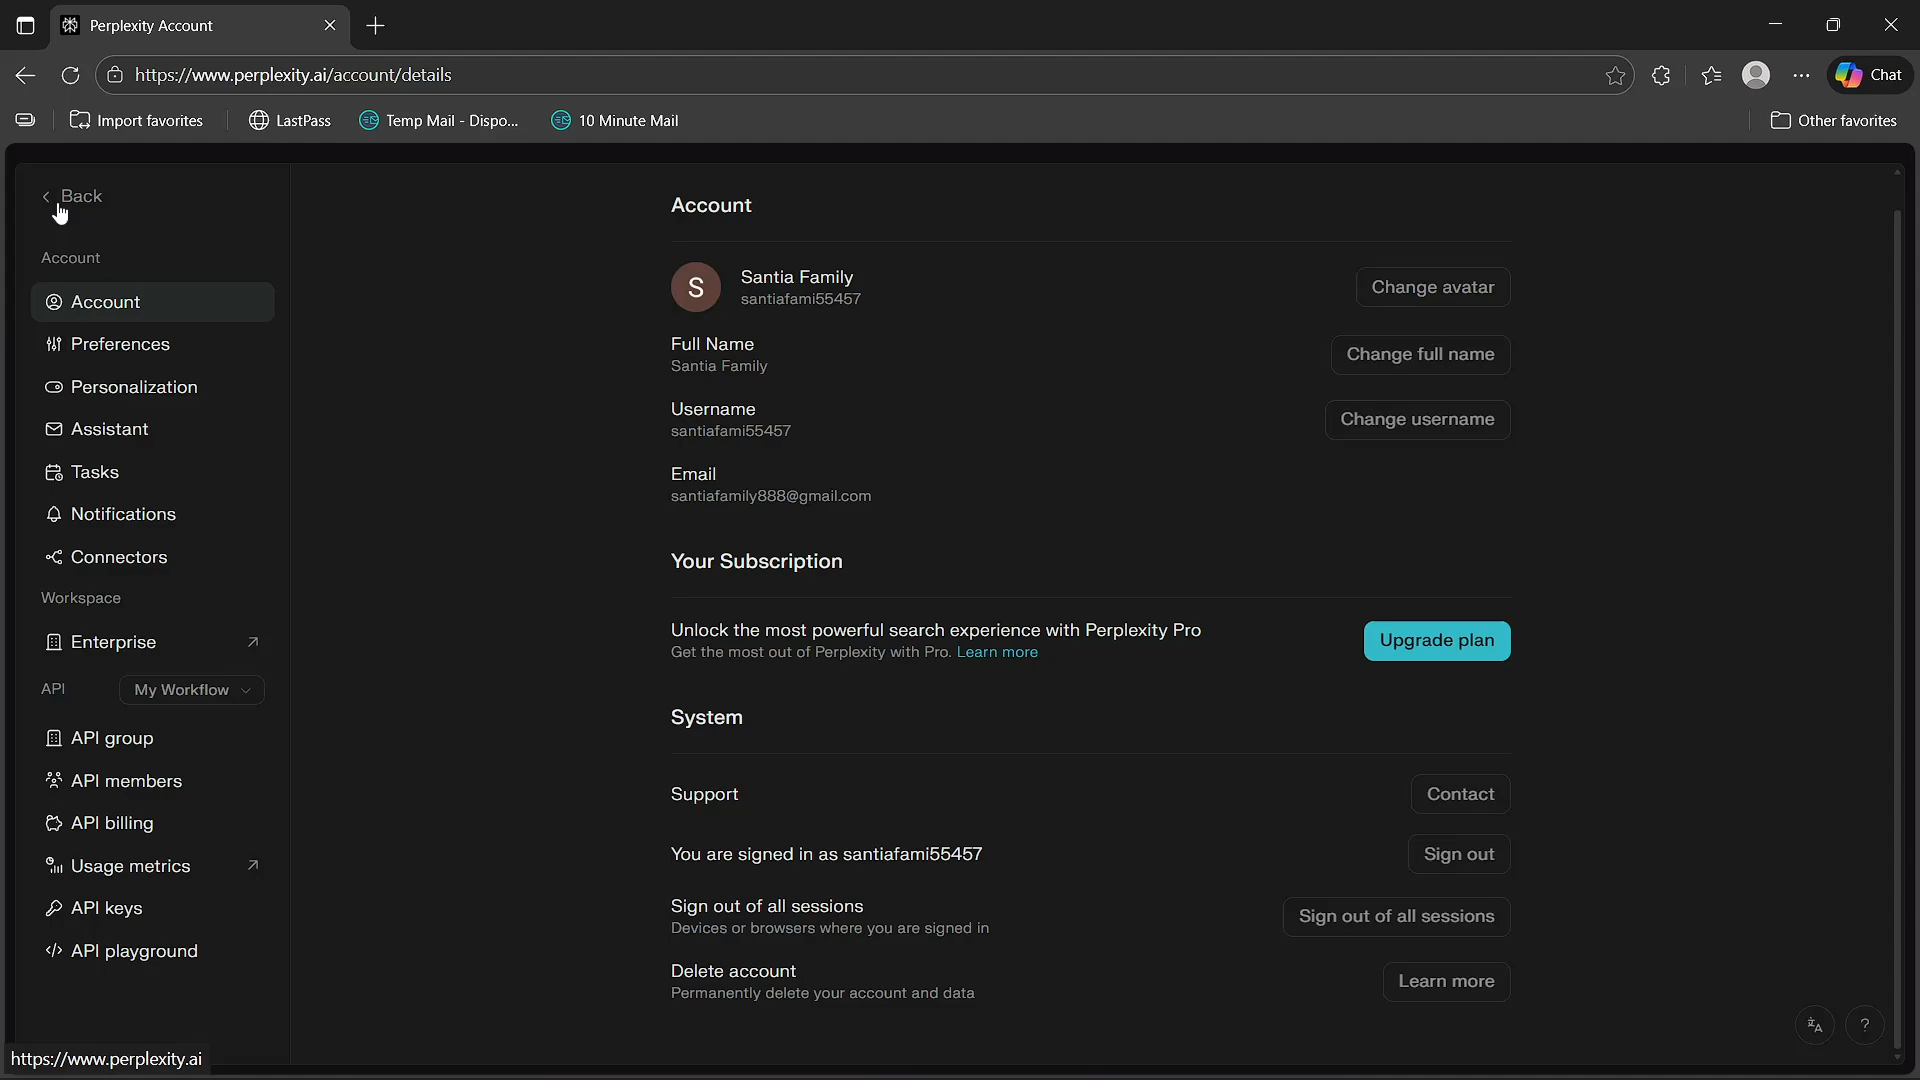 Perplexity Account
https://www.perplexity.ai/account/details
Chat
Import favorites
LastPass
Temp Mail - Dispo...
10 Minute Mail
Other favorites
Back
Account
Account
Preferences
Personalization
Assistant
Tasks
Notifications
Connectors
Workspace
Enterprise
API
My Workflow
API group
API members
API billing
Usage metrics
API keys
API playground
Account
S
Santia Family
santiafami55457
Change avatar
Full Name
Santia Family
Change full name
Username
santiafami55457
Change username
Email
santiafamily888@gmail.com
Your Subscription
Unlock the most powerful search experience with Perplexity Pro
Get the most out of Perplexity with Pro. Learn more
Upgrade plan
System
Support
Contact
You are signed in as santiafami55457
Sign out
Sign out of all sessions
Devices or browsers where you are signed in
Sign out of all sessions
Delete account
Permanently delete your account and data
Learn more
?
https://www.perplexity.ai